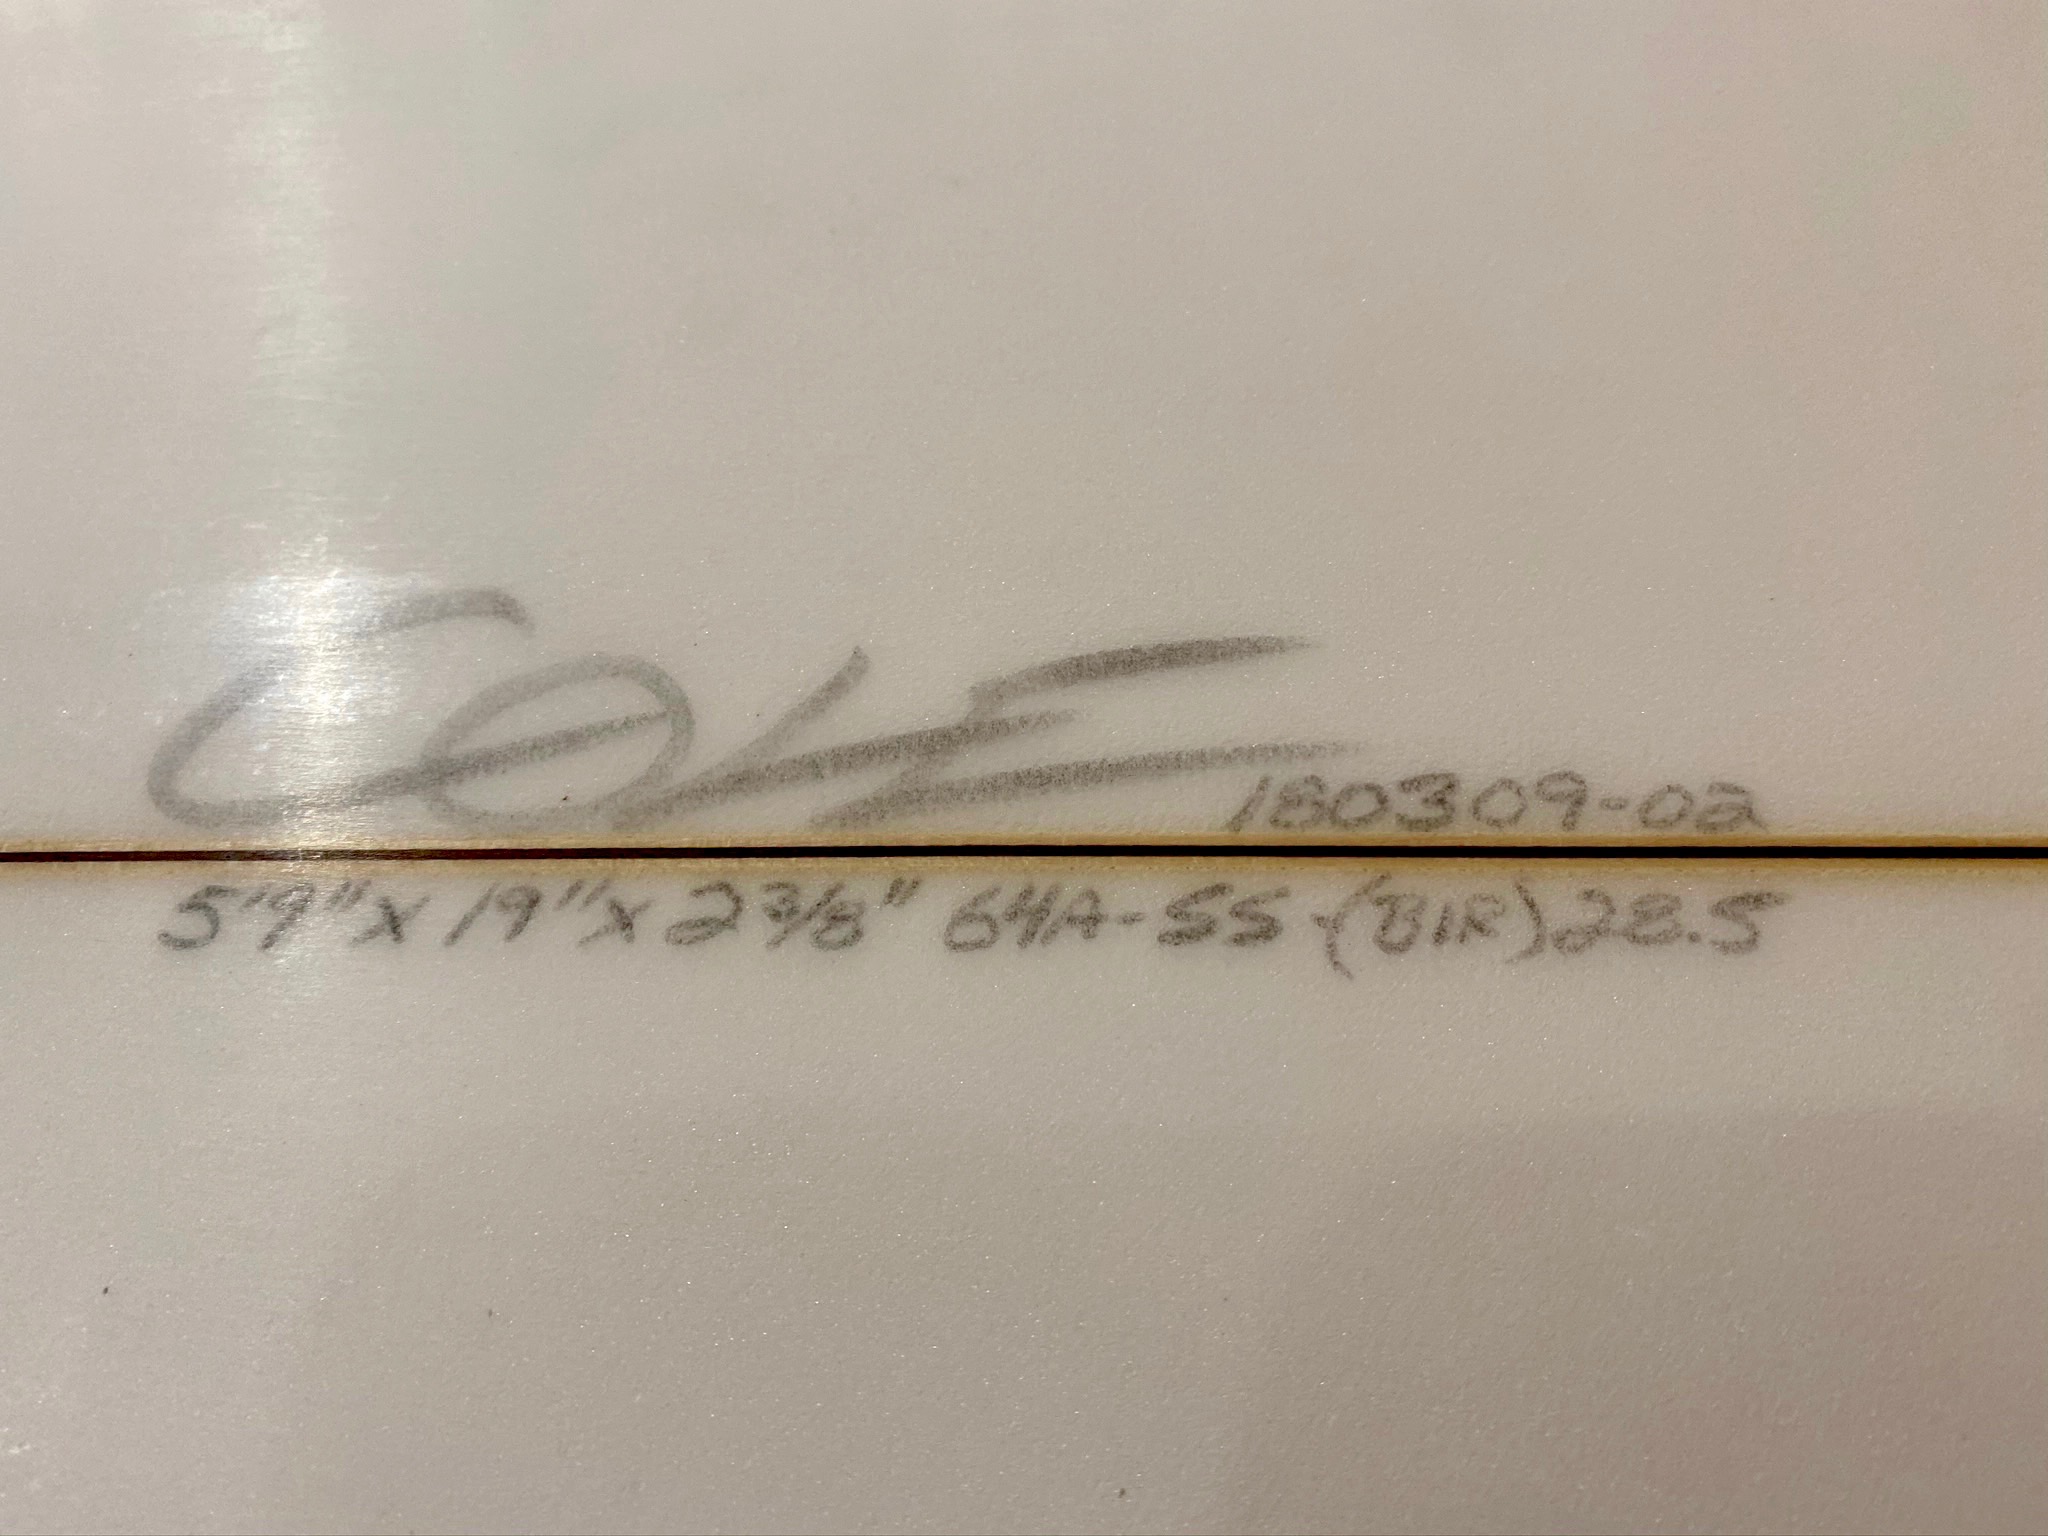 COLE
180309-02
5'9" x 19" x 2 3/8" 64A-SS-(BIR) 28.5